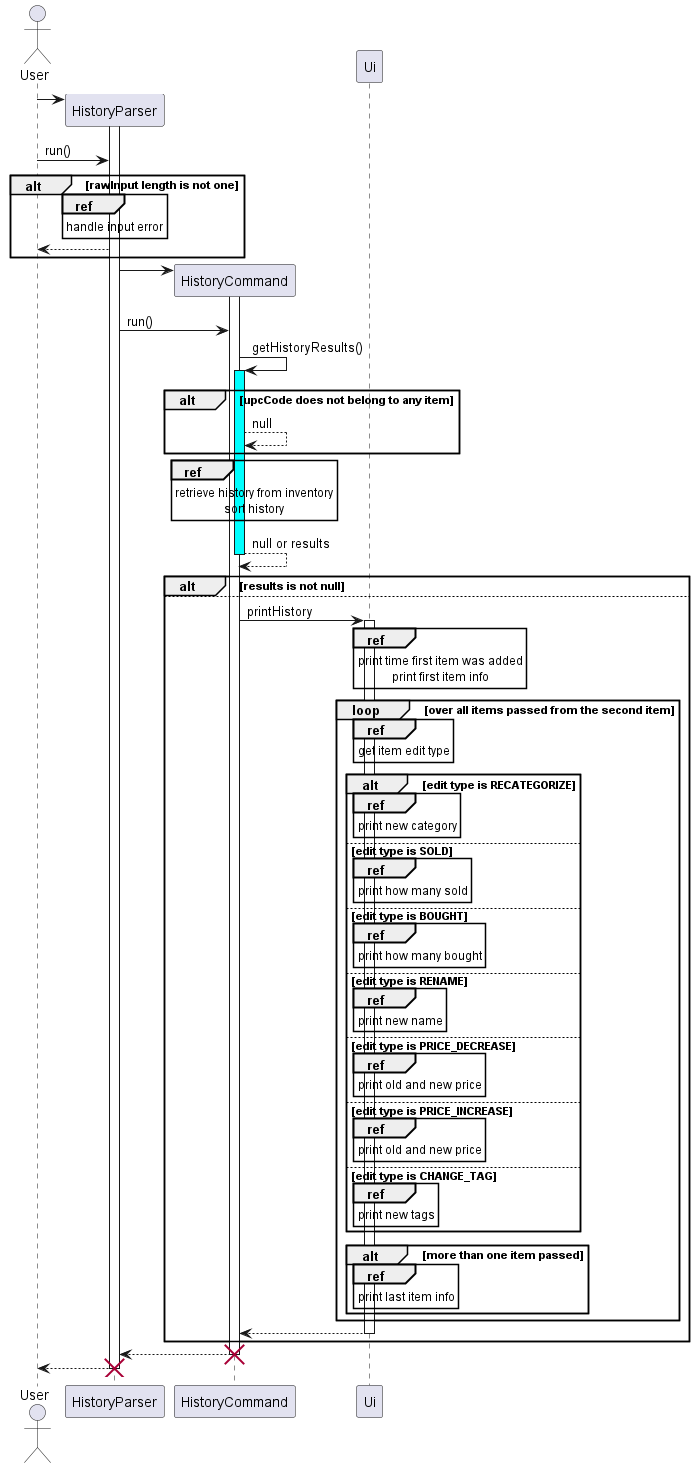 User
Ui
HistoryParser
run()
alt [rawInput length is not one]
ref
handle input error
HistoryCommand
run()
getHistoryResults()
alt [upcCode does not belong to any item]
null
ref
retrieve history from inventory
sort history
null or results
alt [results is not null]
printHistory
ref
print time first item was added
print first item info
loop [over all items passed from the second item]
ref
get item edit type
alt [edit type is RECATEGORIZE]
ref
print new category
[edit type is SOLD]
ref
print how many sold
[edit type is BOUGHT]
ref
print how many bought
[edit type is RENAME]
ref
print new name
[edit type is PRICE_DECREASE]
ref
print old and new price
[edit type is PRICE_INCREASE]
ref
print old and new price
[edit type is CHANGE_TAG]
ref
print new tags
alt [more than one item passed]
ref
print last item info
User HistoryParser HistoryCommand Ui